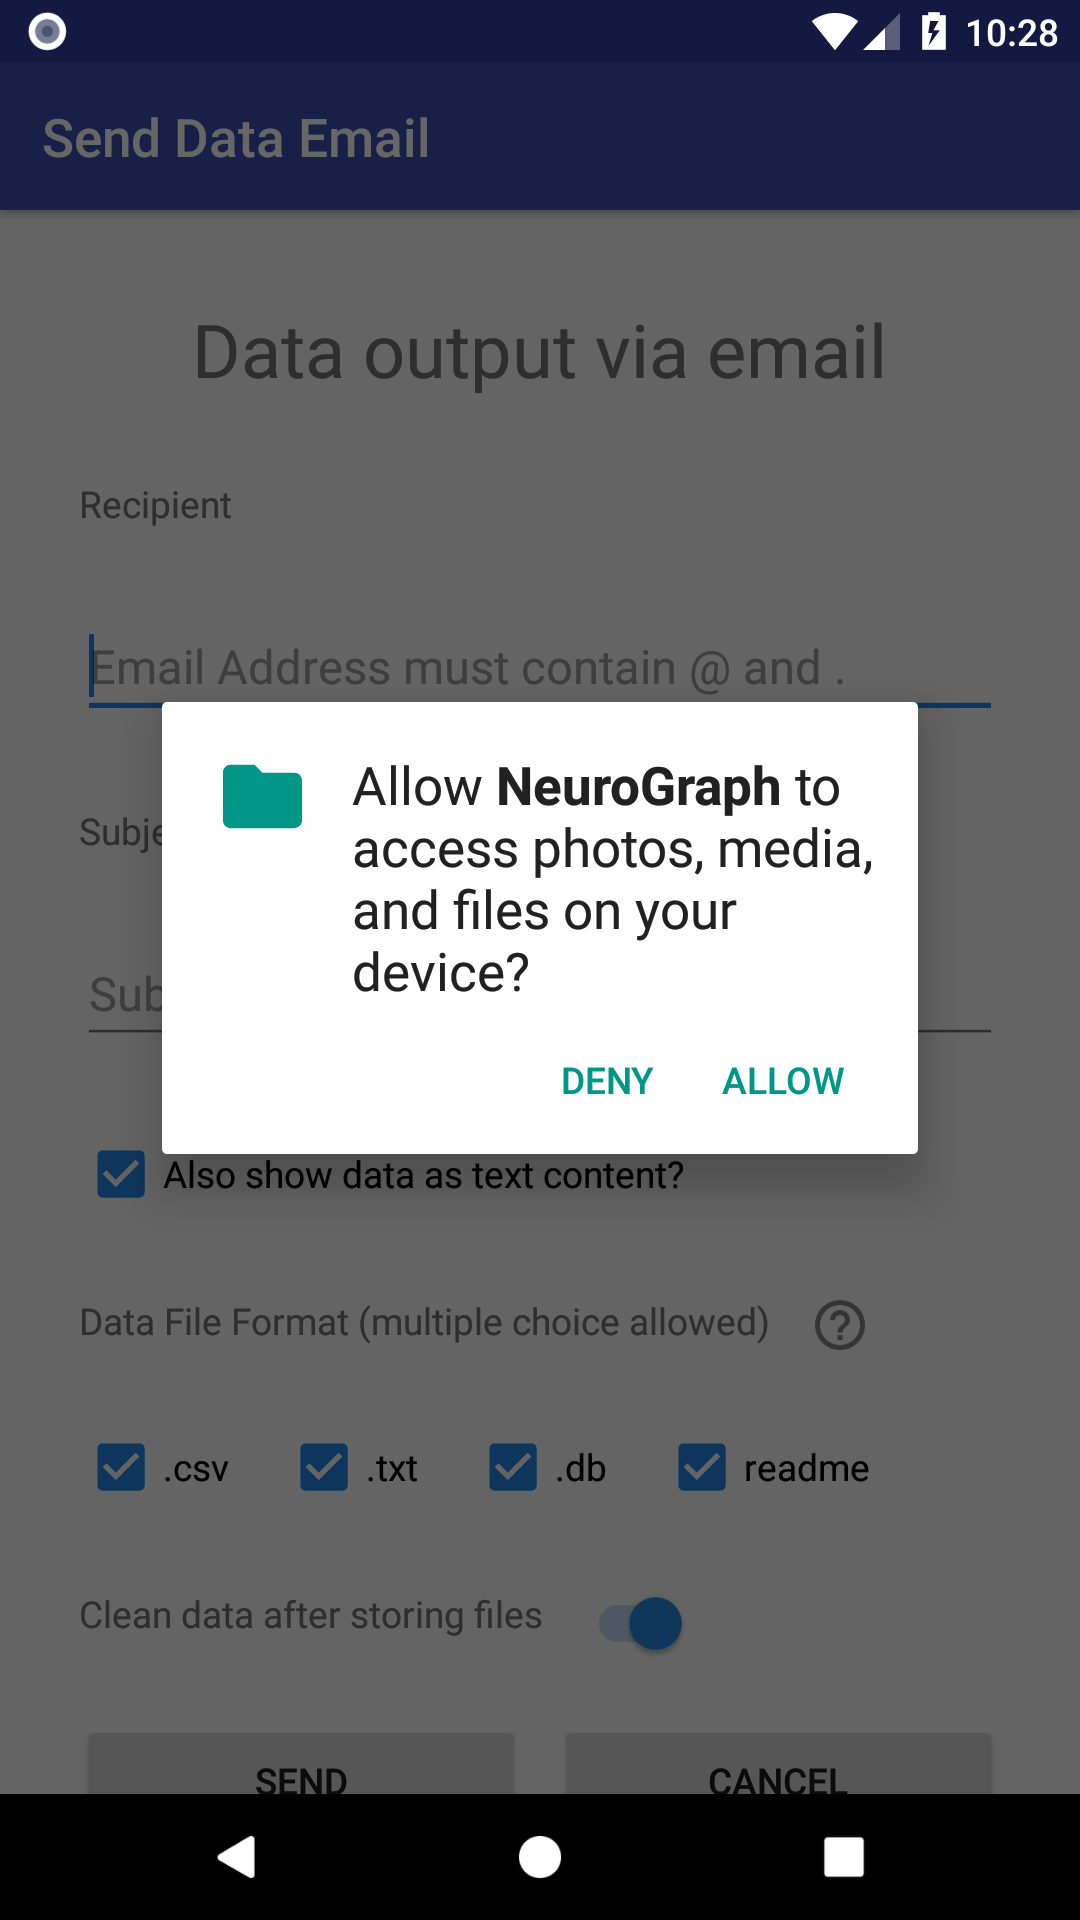 10:28
Send Data Email
Data output via email
Recipient
Email Address must contain @ and .
Allow NeuroGraph to
access photos, media,
and files on your
device?
DENY ALLOW
Also show data as text content?
Data File Format (multiple choice allowed) ?
.csv .txt .db readme
Clean data after storing files
SEND CANCEL